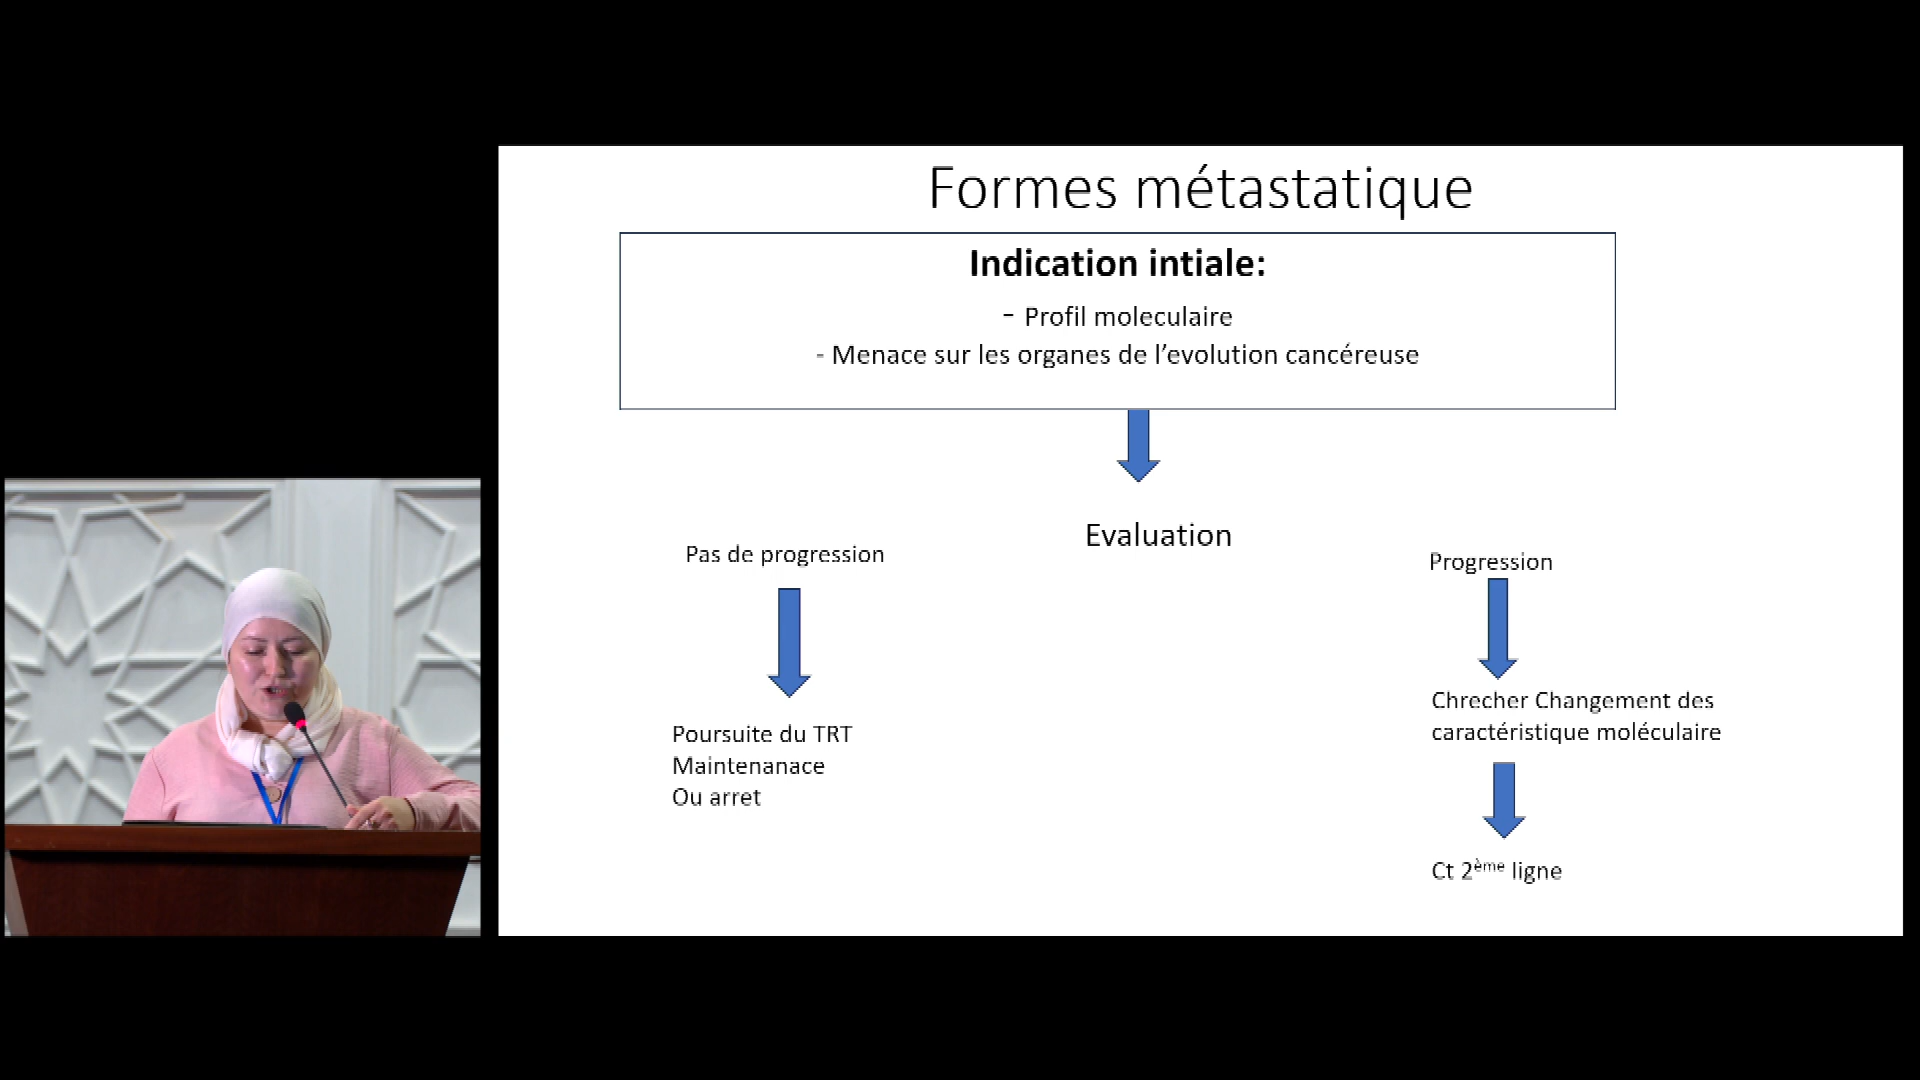 Formes métastatique
Indication intiale:
- Profil moleculaire
- Menace sur les organes de l’evolution cancéreuse
Evaluation
Pas de progression
Poursuite du TRT
Maintenanace
Ou arret
Progression
Chrecher Changement des
caractéristique moléculaire
Ct 2ème ligne